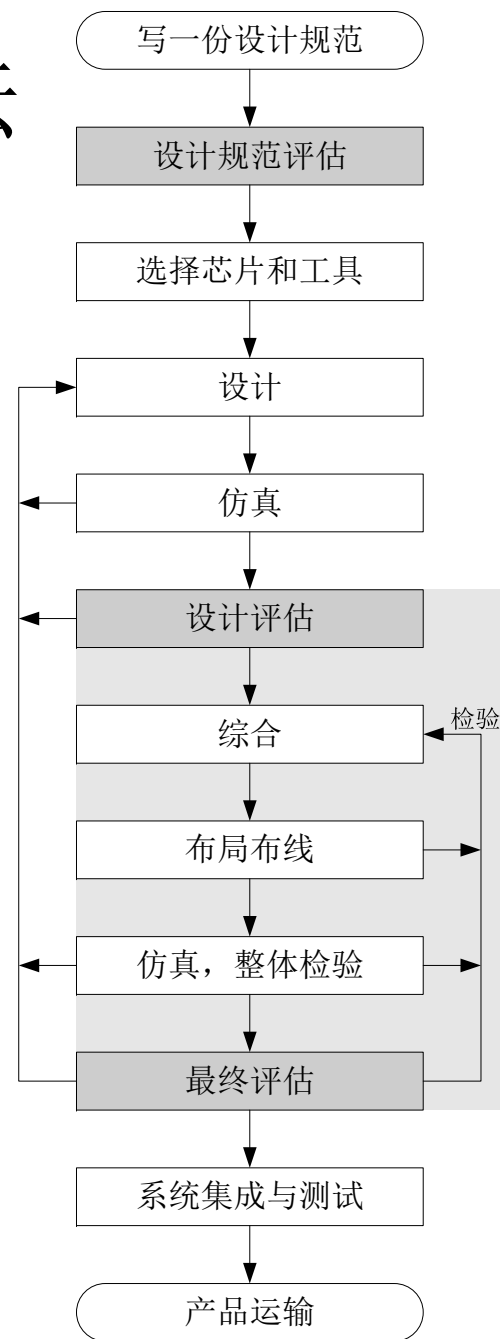 写一份设计规范
设计规范评估
选择芯片和工具
设计
仿真
设计评估
综合
检验
布局布线
仿真，整体检验
最终评估
系统集成与测试
产品运输